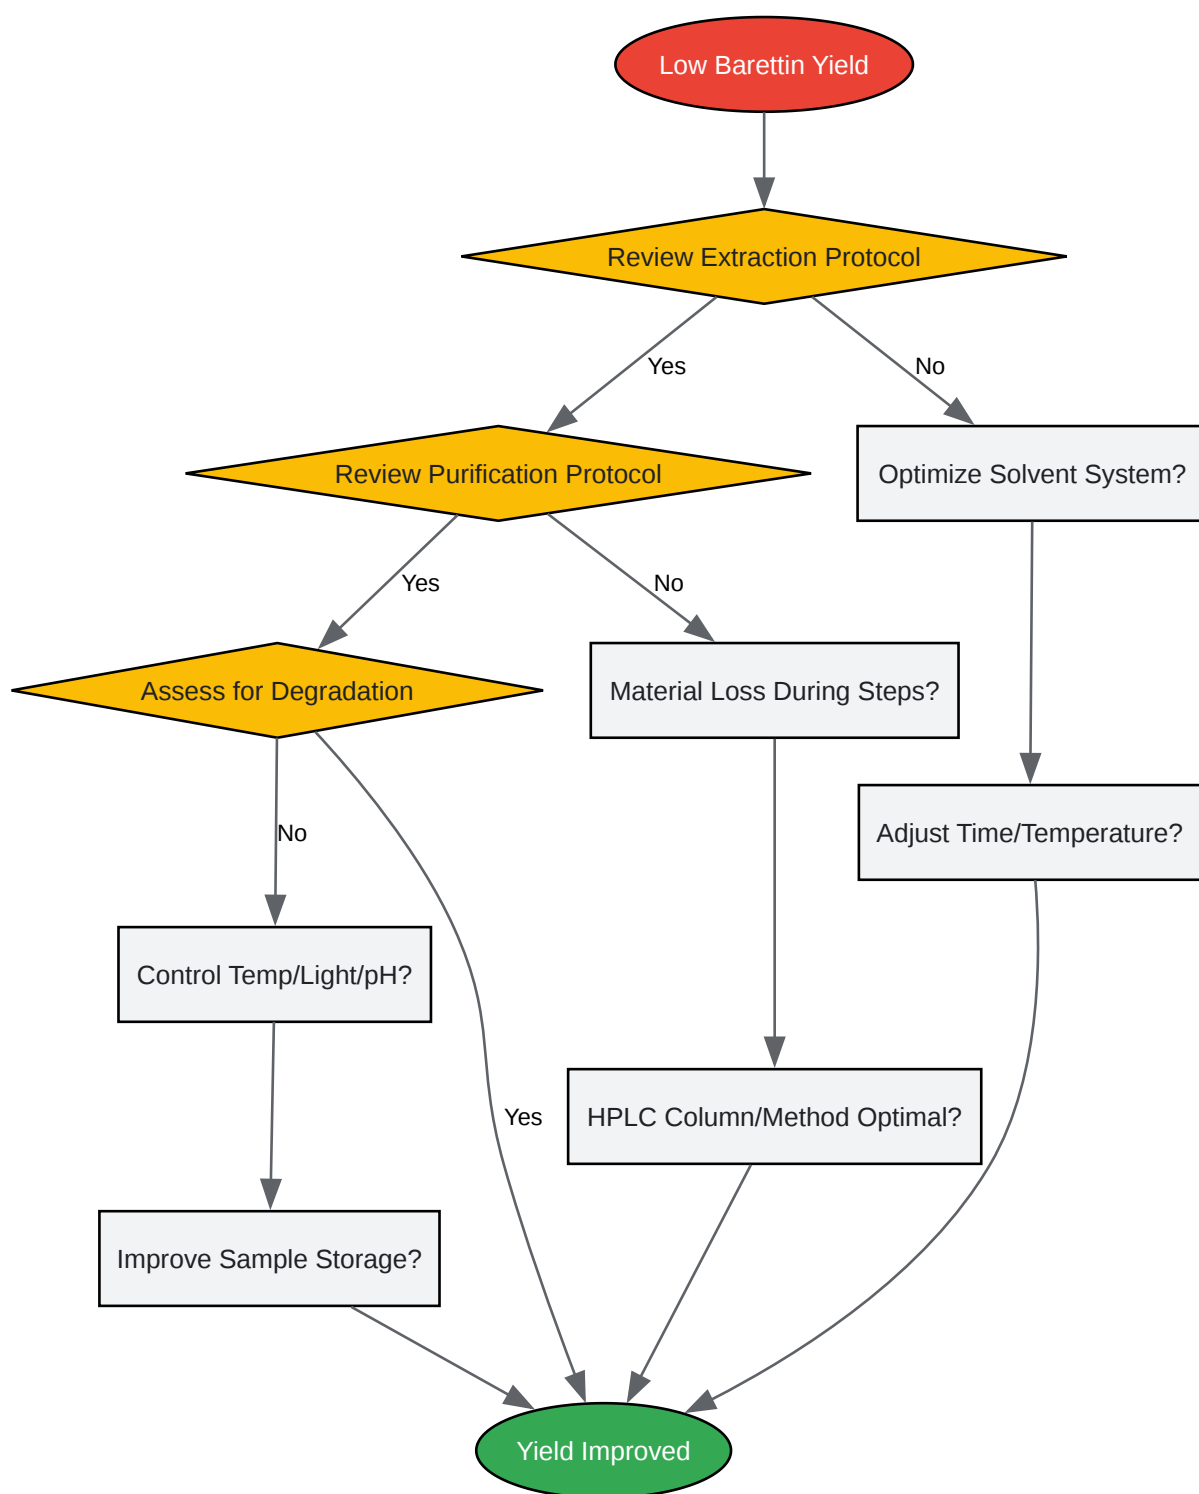 Low Barettin Yield
Review Extraction Protocol
Yes
No
Review Purification Protocol
Optimize Solvent System?
Yes
No
Assess for Degradation
Material Loss During Steps?
No
Adjust Time/Temperature?
Control Temp/Light/pH?
Yes
HPLC Column/Method Optimal?
Improve Sample Storage?
Yield Improved